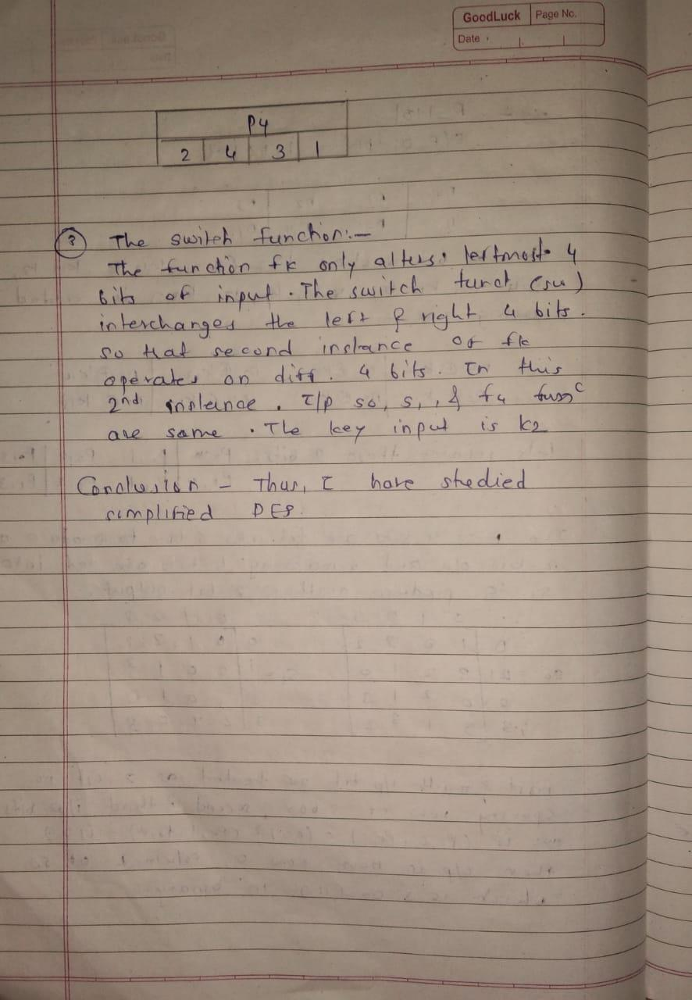 GoodLuck Page No.
Date
P4
2 4 3 1
3 The switch function:-
The function fk only alters leftmost 4
bits of input. The switch funct (sw)
interchanges the left & right 4 bits.
so that second instance of fk
operates on diff. 4 bits. In this
2nd instance. I/p s0, s1, & f4 func
are same. The key input is k2
Conclusion - Thus, I have studied
simplified DES.